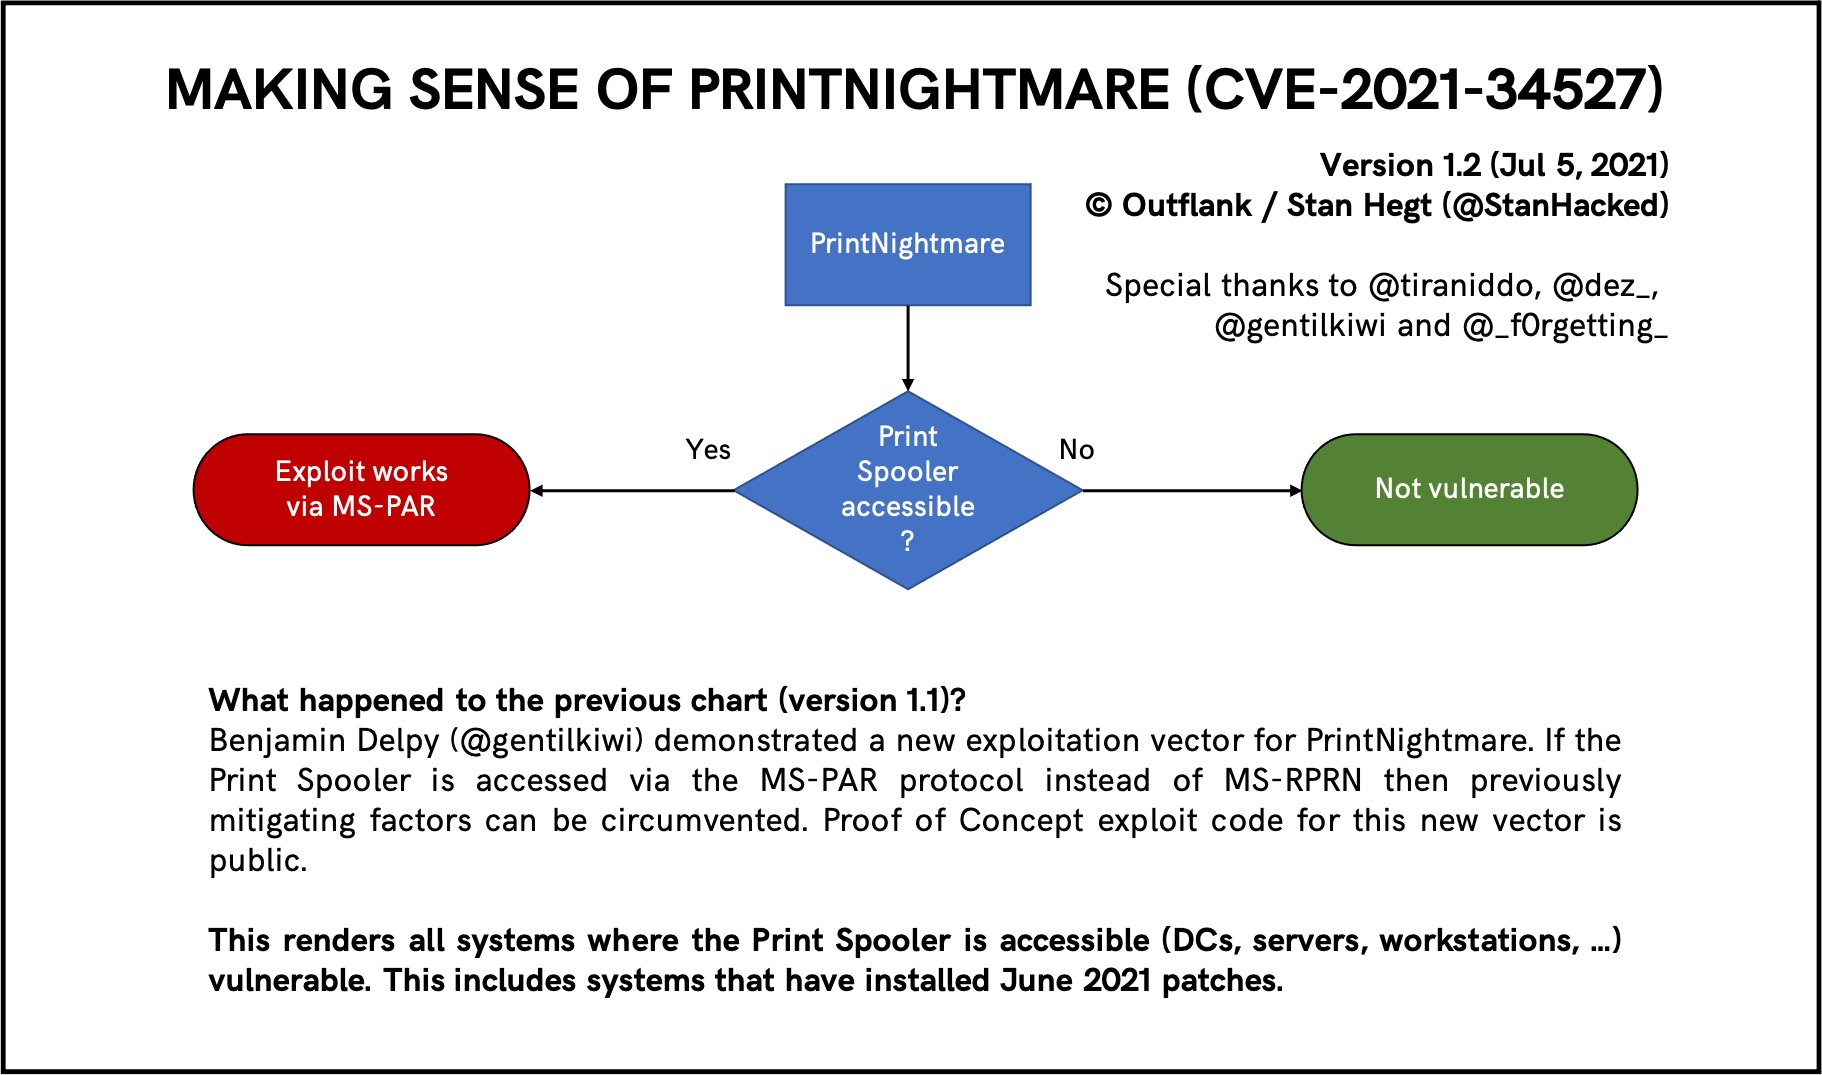 MAKING SENSE OF PRINTNIGHTMARE (CVE-2021-34527)
Version 1.2 (Jul 5, 2021)
© Outflank / Stan Hegt (@StanHacked)
Special thanks to @tiraniddo, @dez_,
@gentilkiwi and @_f0rgetting_
PrintNightmare
Print
Spooler
accessible
?
Yes
No
Exploit works
via MS-PAR
Not vulnerable
What happened to the previous chart (version 1.1)?
Benjamin Delpy (@gentilkiwi) demonstrated a new exploitation vector for PrintNightmare. If the
Print Spooler is accessed via the MS-PAR protocol instead of MS-RPRN then previously
mitigating factors can be circumvented. Proof of Concept exploit code for this new vector is
public.
This renders all systems where the Print Spooler is accessible (DCs, servers, workstations, …)
vulnerable. This includes systems that have installed June 2021 patches.